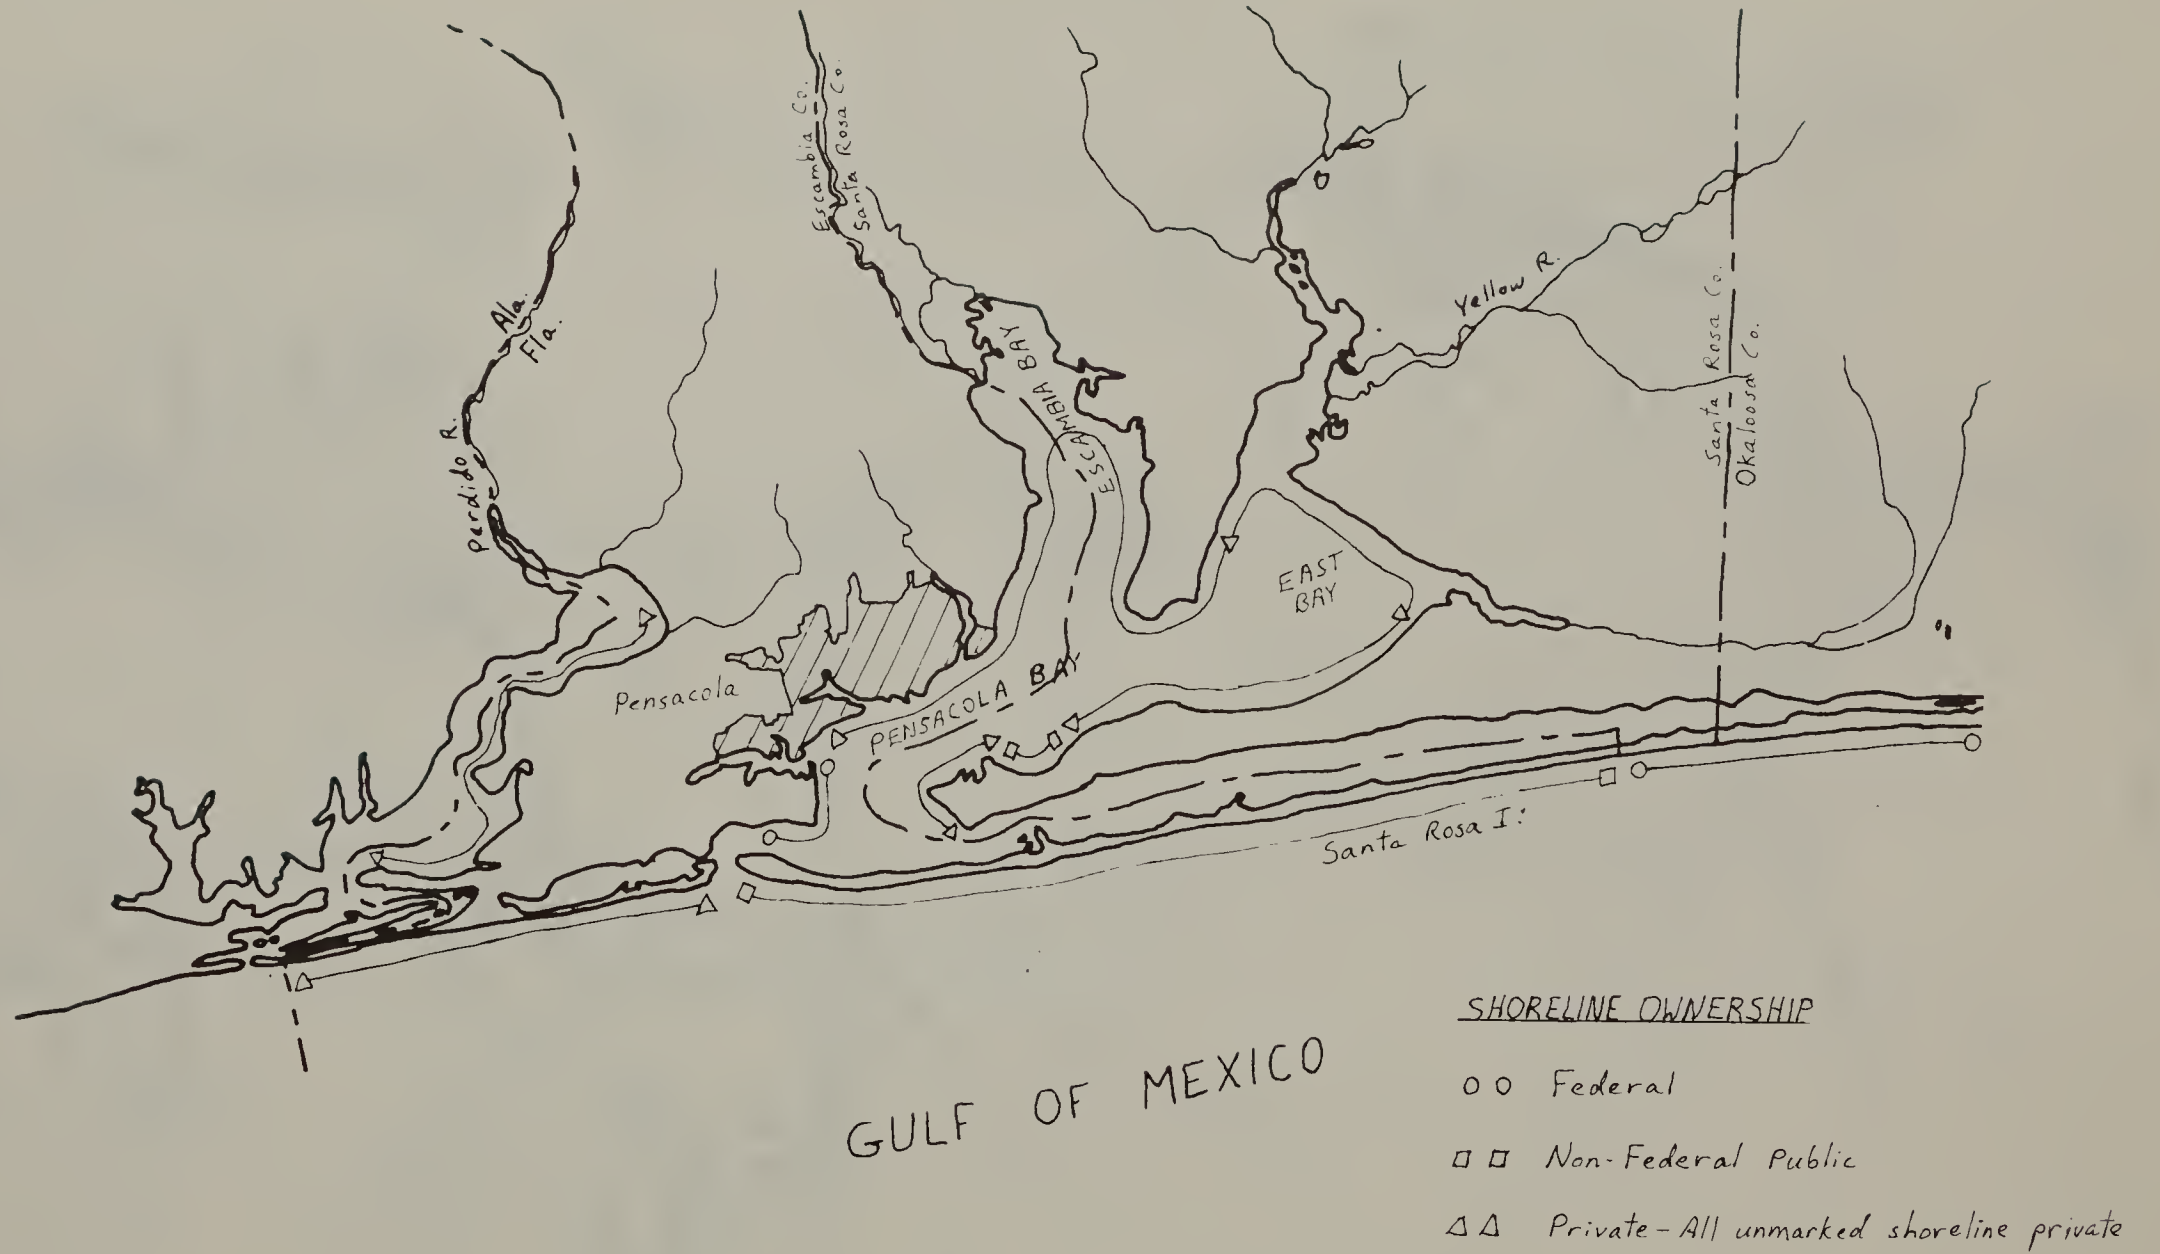 Escambia Co.
Santa Rosa Co.
Ala.
Fla.
Perdido R.
ESCAMBIA BAY
Yellow R.
Santa Rosa Co.
Okaloosa Co.
EAST
BAY
Pensacola
PENSACOLA BAY
Santa Rosa I.
GULF OF MEXICO
SHORELINE OWNERSHIP
Federal
Non-Federal Public
Private - All unmarked shoreline private